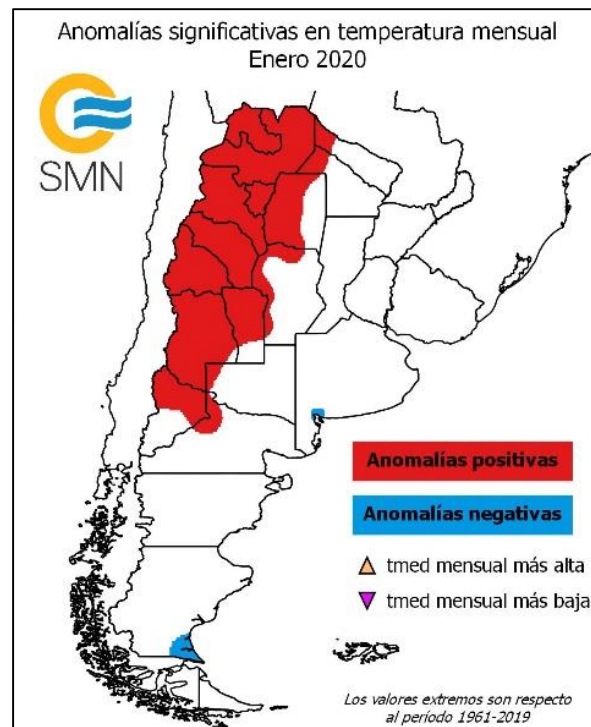 Anomalías significativas en temperatura mensual
Enero 2020
SMN
Anomalías positivas
Anomalías negativas
tmed mensual más alta
tmed mensual más baja
Los valores extremos son respecto
al período 1961-2019